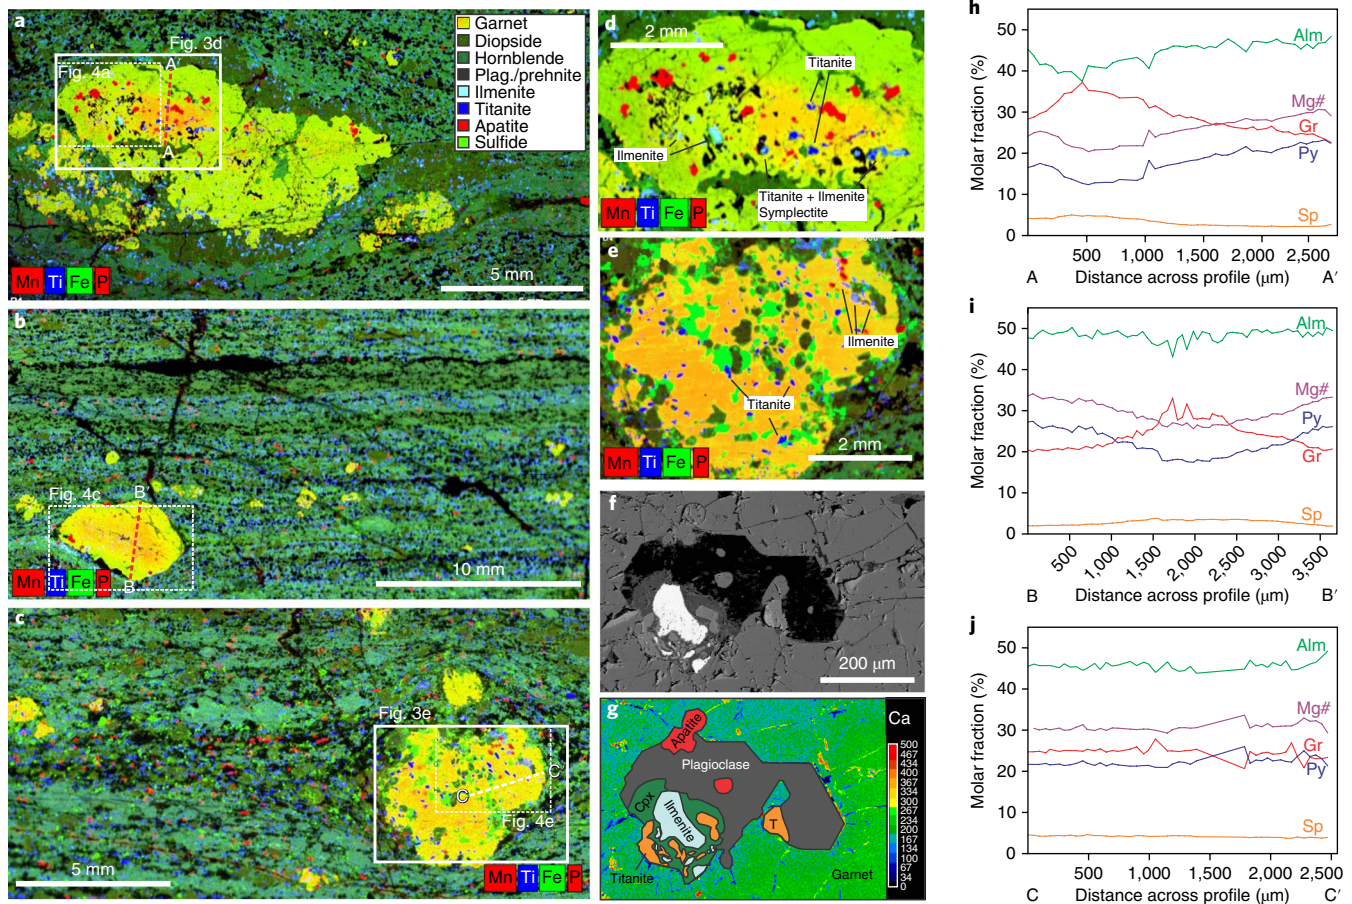 a
Garnet
Diopside
Hornblende
Plag./prehnite
Ilmenite
Titanite
Apatite
Sulfide
Fig. 3d
Fig. 4a
A′
A
Mn Ti Fe P
5 mm
b
Fig. 4c
B′
B
Mn Ti Fe P
10 mm
c
Fig. 3e
C
C′
Fig. 4e
5 mm
Mn Ti Fe P
d
2 mm
Titanite
Ilmenite
Titanite + Ilmenite
Symplectite
Mn Ti Fe P
e
Ilmenite
Titanite
Mn Ti Fe P
2 mm
f
200 μm
g
Ca
Apatite
Plagioclase
Cpx
Ilmenite
T
Titanite
Garnet
500
467
434
400
367
334
300
267
234
200
167
134
100
67
34
0
h
Molar fraction (%)
50
40
30
20
10
0
Alm
Mg#
Gr
Py
Sp
500 1,000 1,500 2,000 2,500
A Distance across profile (μm) A′
i
Molar fraction (%)
50
40
30
20
10
0
Alm
Mg#
Py
Gr
Sp
500 1,000 1,500 2,000 2,500 3,000 3,500
B Distance across profile (μm) B′
j
Molar fraction (%)
50
40
30
20
10
0
Alm
Mg#
Gr
Py
Sp
500 1,000 1,500 2,000 2,500
C Distance across profile (μm) C′